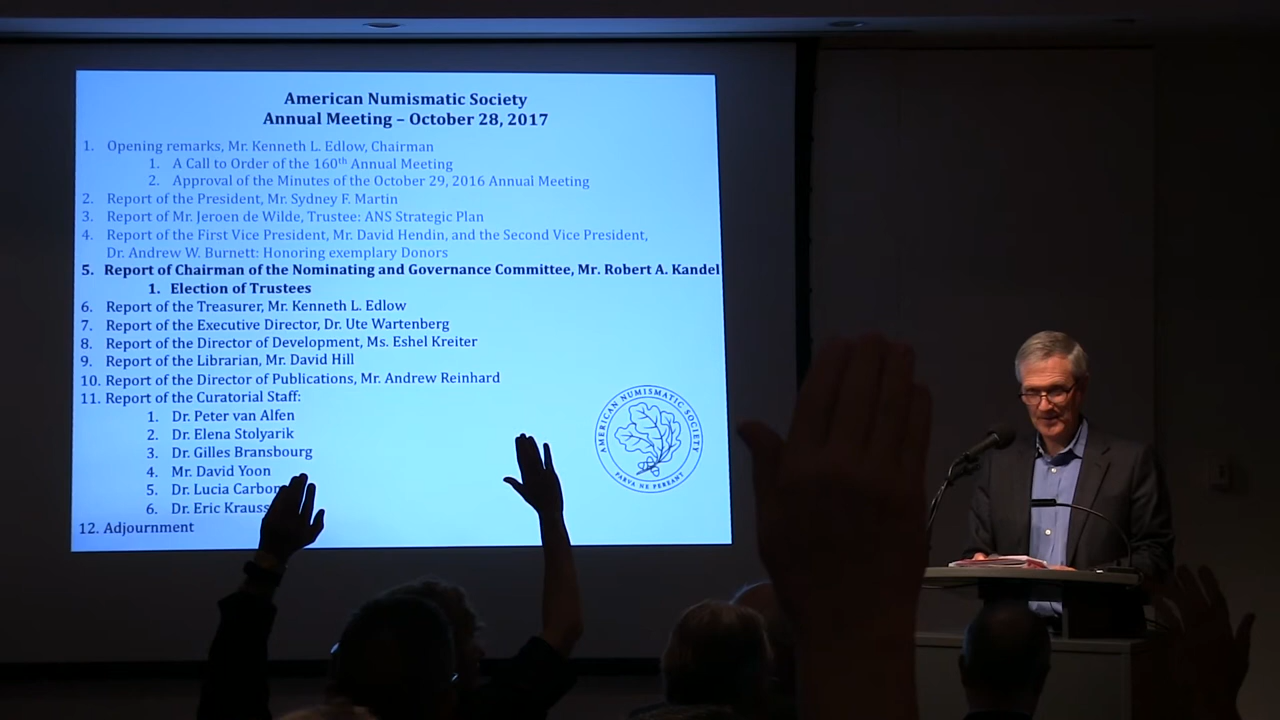 American Numismatic Society
Annual Meeting – October 28, 2017
1. Opening remarks, Mr. Kenneth L. Edlow, Chairman
1. A Call to Order of the 160th Annual Meeting
2. Approval of the Minutes of the October 29, 2016 Annual Meeting
2. Report of the President, Mr. Sydney F. Martin
3. Report of Mr. Jeroen de Wilde, Trustee: ANS Strategic Plan
4. Report of the First Vice President, Mr. David Hendin, and the Second Vice President,
Dr. Andrew W. Burnett: Honoring exemplary Donors
5. Report of Chairman of the Nominating and Governance Committee, Mr. Robert A. Kandel
1. Election of Trustees
6. Report of the Treasurer, Mr. Kenneth L. Edlow
7. Report of the Executive Director, Dr. Ute Wartenberg
8. Report of the Director of Development, Ms. Eshel Kreiter
9. Report of the Librarian, Mr. David Hill
10. Report of the Director of Publications, Mr. Andrew Reinhard
11. Report of the Curatorial Staff:
1. Dr. Peter van Alfen
2. Dr. Elena Stolyarik
3. Dr. Gilles Bransbourg
4. Mr. David Yoon
5. Dr. Lucia
6. Dr. Eric
12. Adjournment
AMERICAN NUMISMATIC SOCIETY
PARVA NE PEREANT